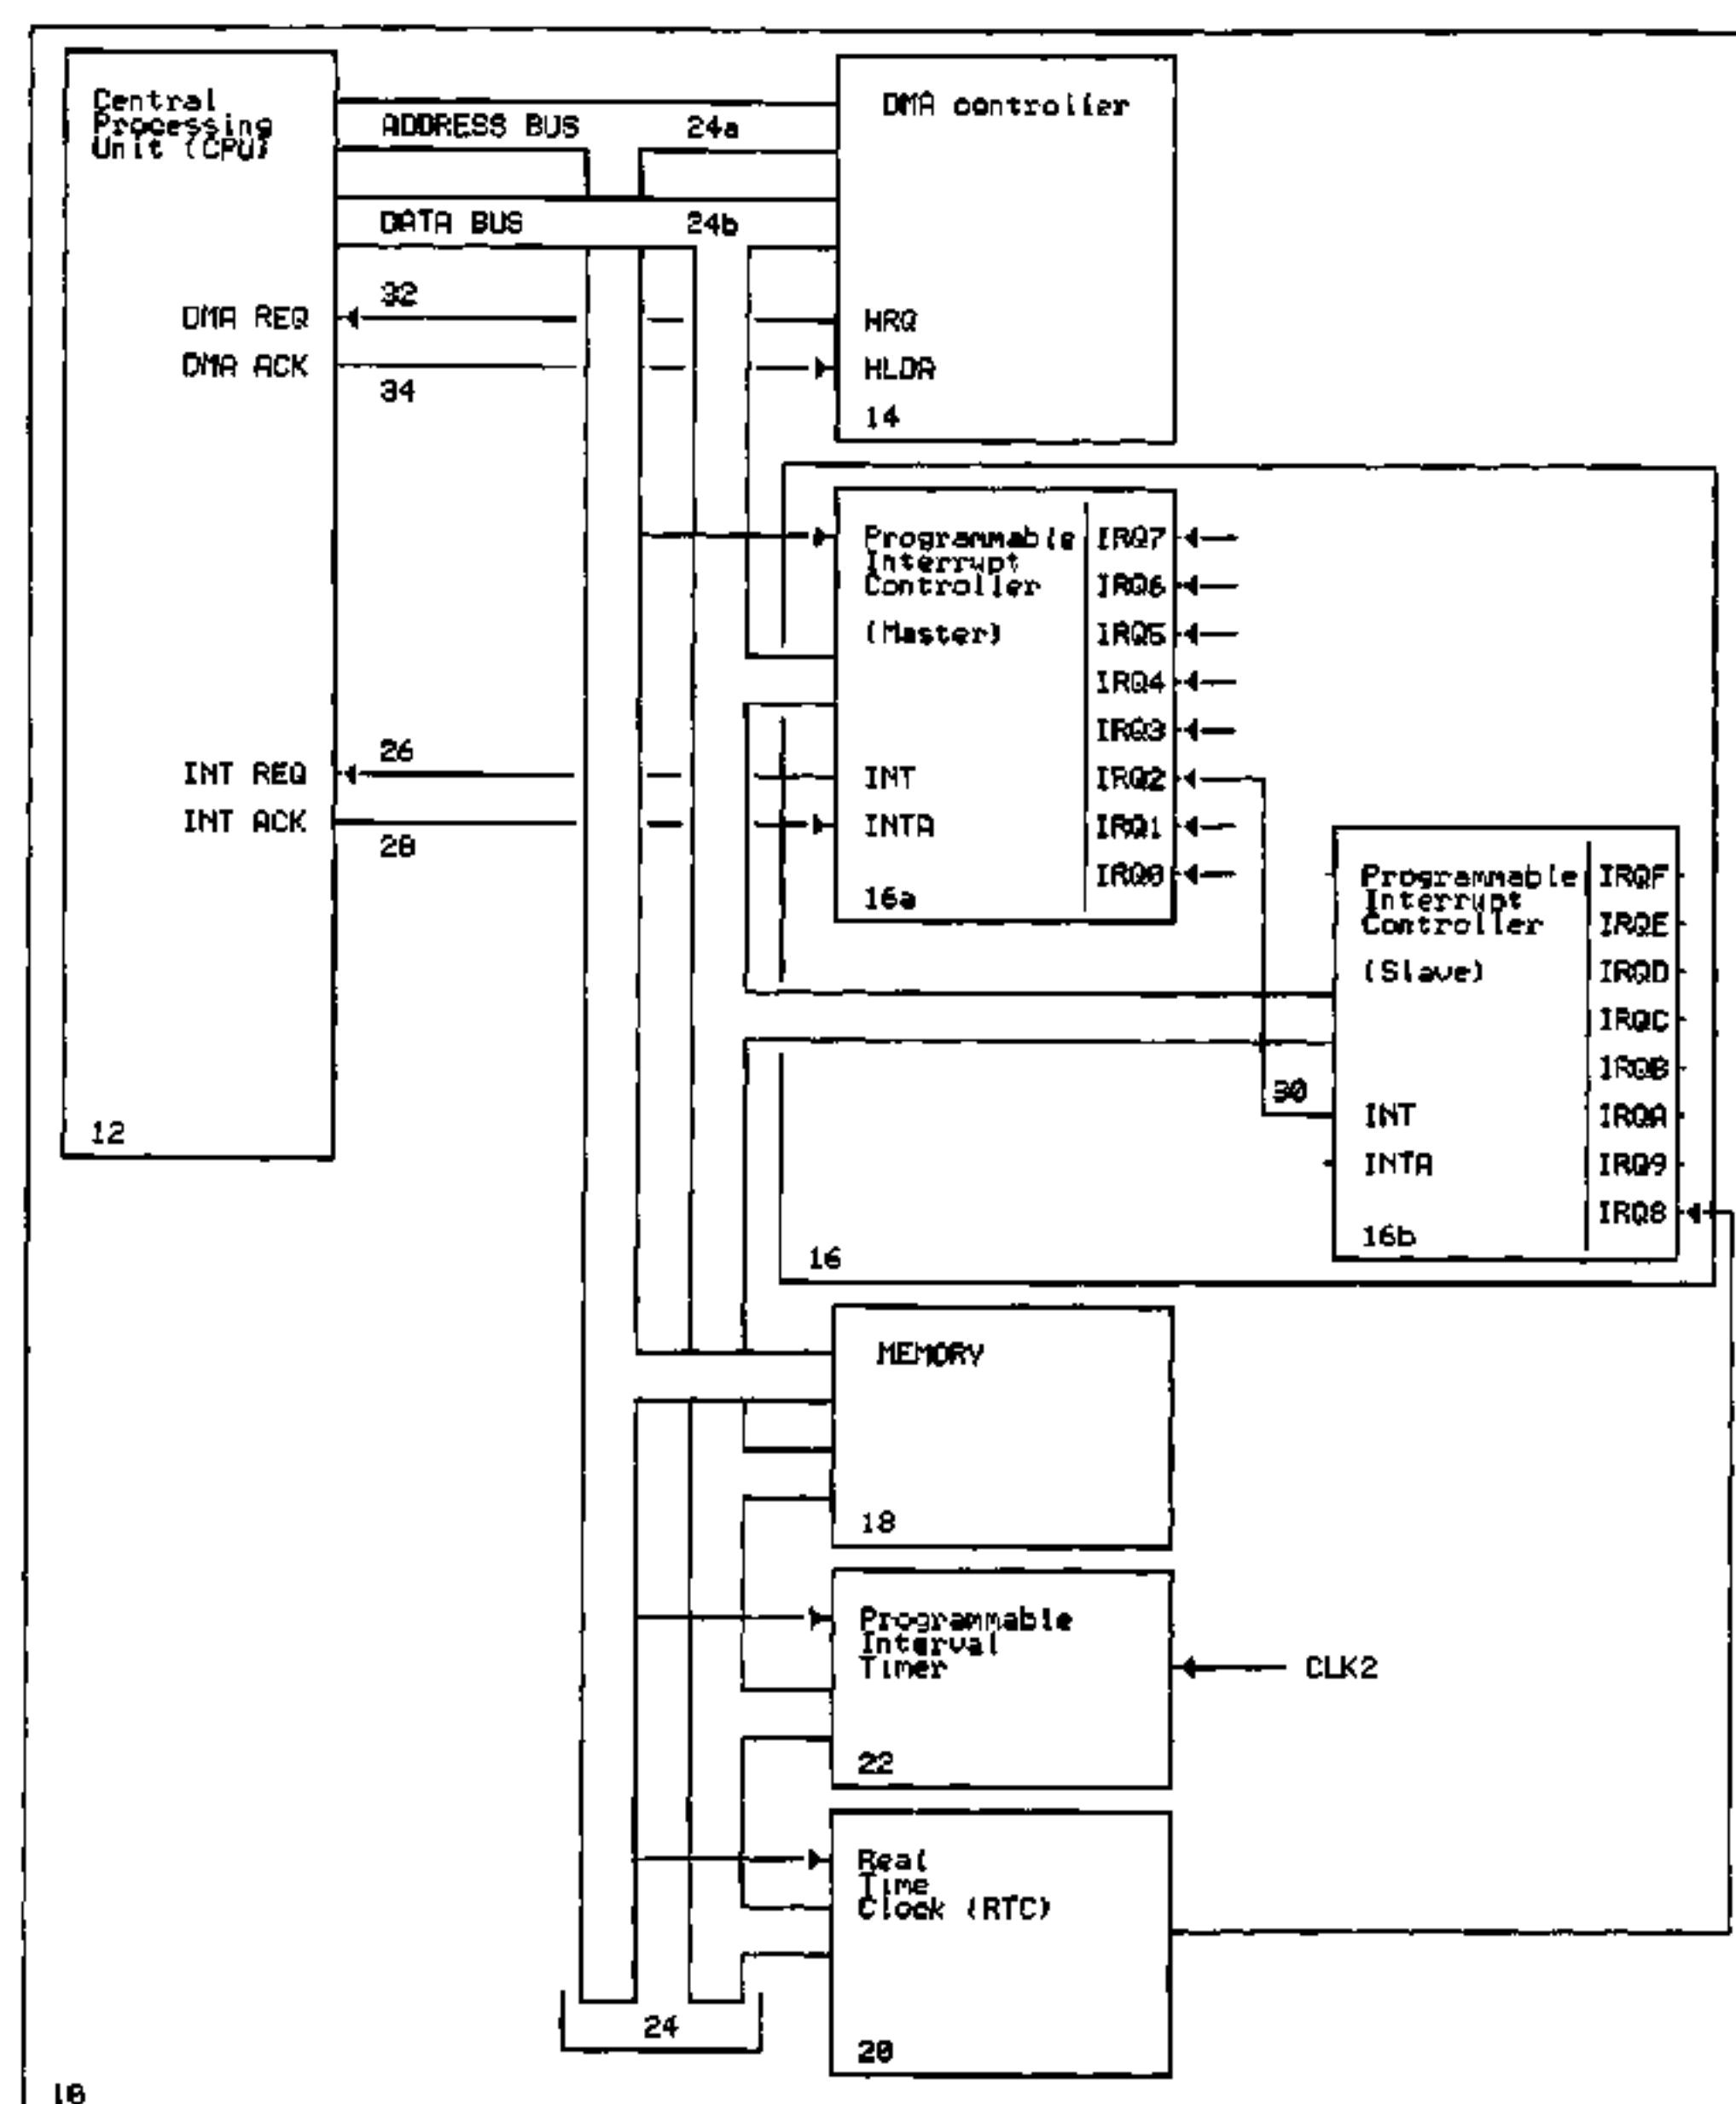 Central
Processing
Unit (CPU)
ADDRESS BUS 24a
DATA BUS 24b
DMA controller
32
DMA REQ
DMA ACK
34
HRQ
HLDA
14
Programmable
Interrupt
Controller
(Master)
IRQ7
IRQ6
IRQ5
IRQ4
IRQ3
IRQ2
IRQ1
IRQ0
INT
INTA
16a
26
INT REQ
INT ACK
28
12
Programmable
Interrupt
Controller
(Slave)
IRQF
IRQE
IRQD
IRQC
IRQB
IRQA
IRQ9
IRQ8
30
INT
INTA
16b
16
MEMORY
18
Programmable
Interval
Timer
CLK2
22
Real
Time
Clock (RTC)
20
24
10